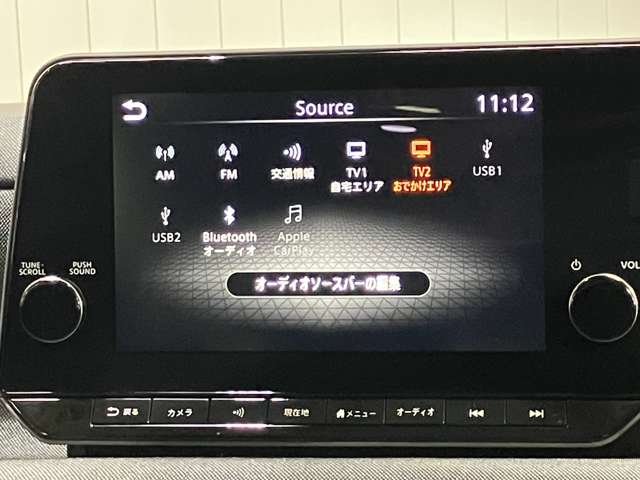 Source
11:12
AM
FM
交通情報
TV1
自宅エリア
TV2
おでかけエリア
USB1
USB2
Bluetooth
オーディオ
Apple
CarPlay
オーディオソースバーの編集
TUNE·
SCROLL
PUSH
SOUND
VOL
戻る
カメラ
現在地
メニュー
オーディオ